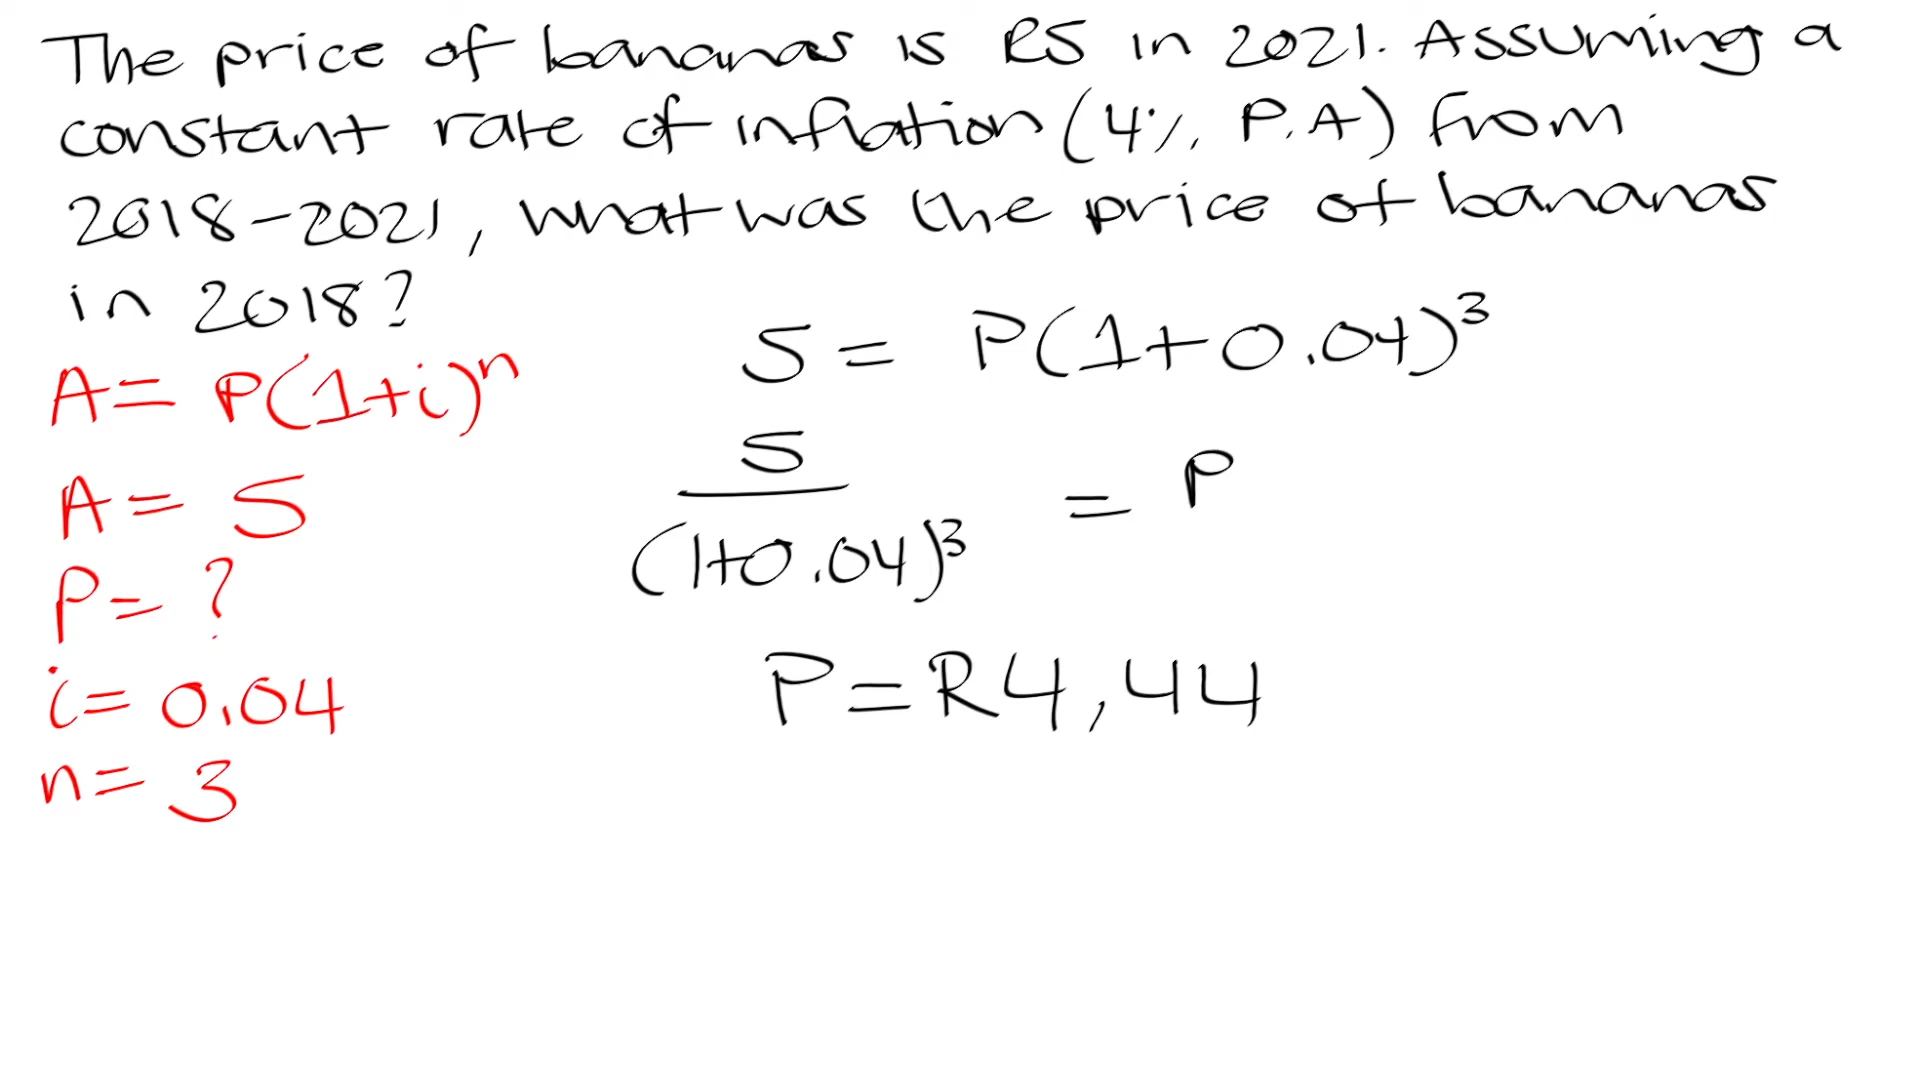 The price of bananas is R5 in 2021. Assuming a
constant rate of inflation (4% P.A) from
2018-2021, what was the price of bananas
in 2018?
A = P(1+i)ⁿ
A = 5
P = ?
i = 0.04
n = 3
5 = P(1+0.04)³
5
(1+0.04)³ = P
P = R4,44